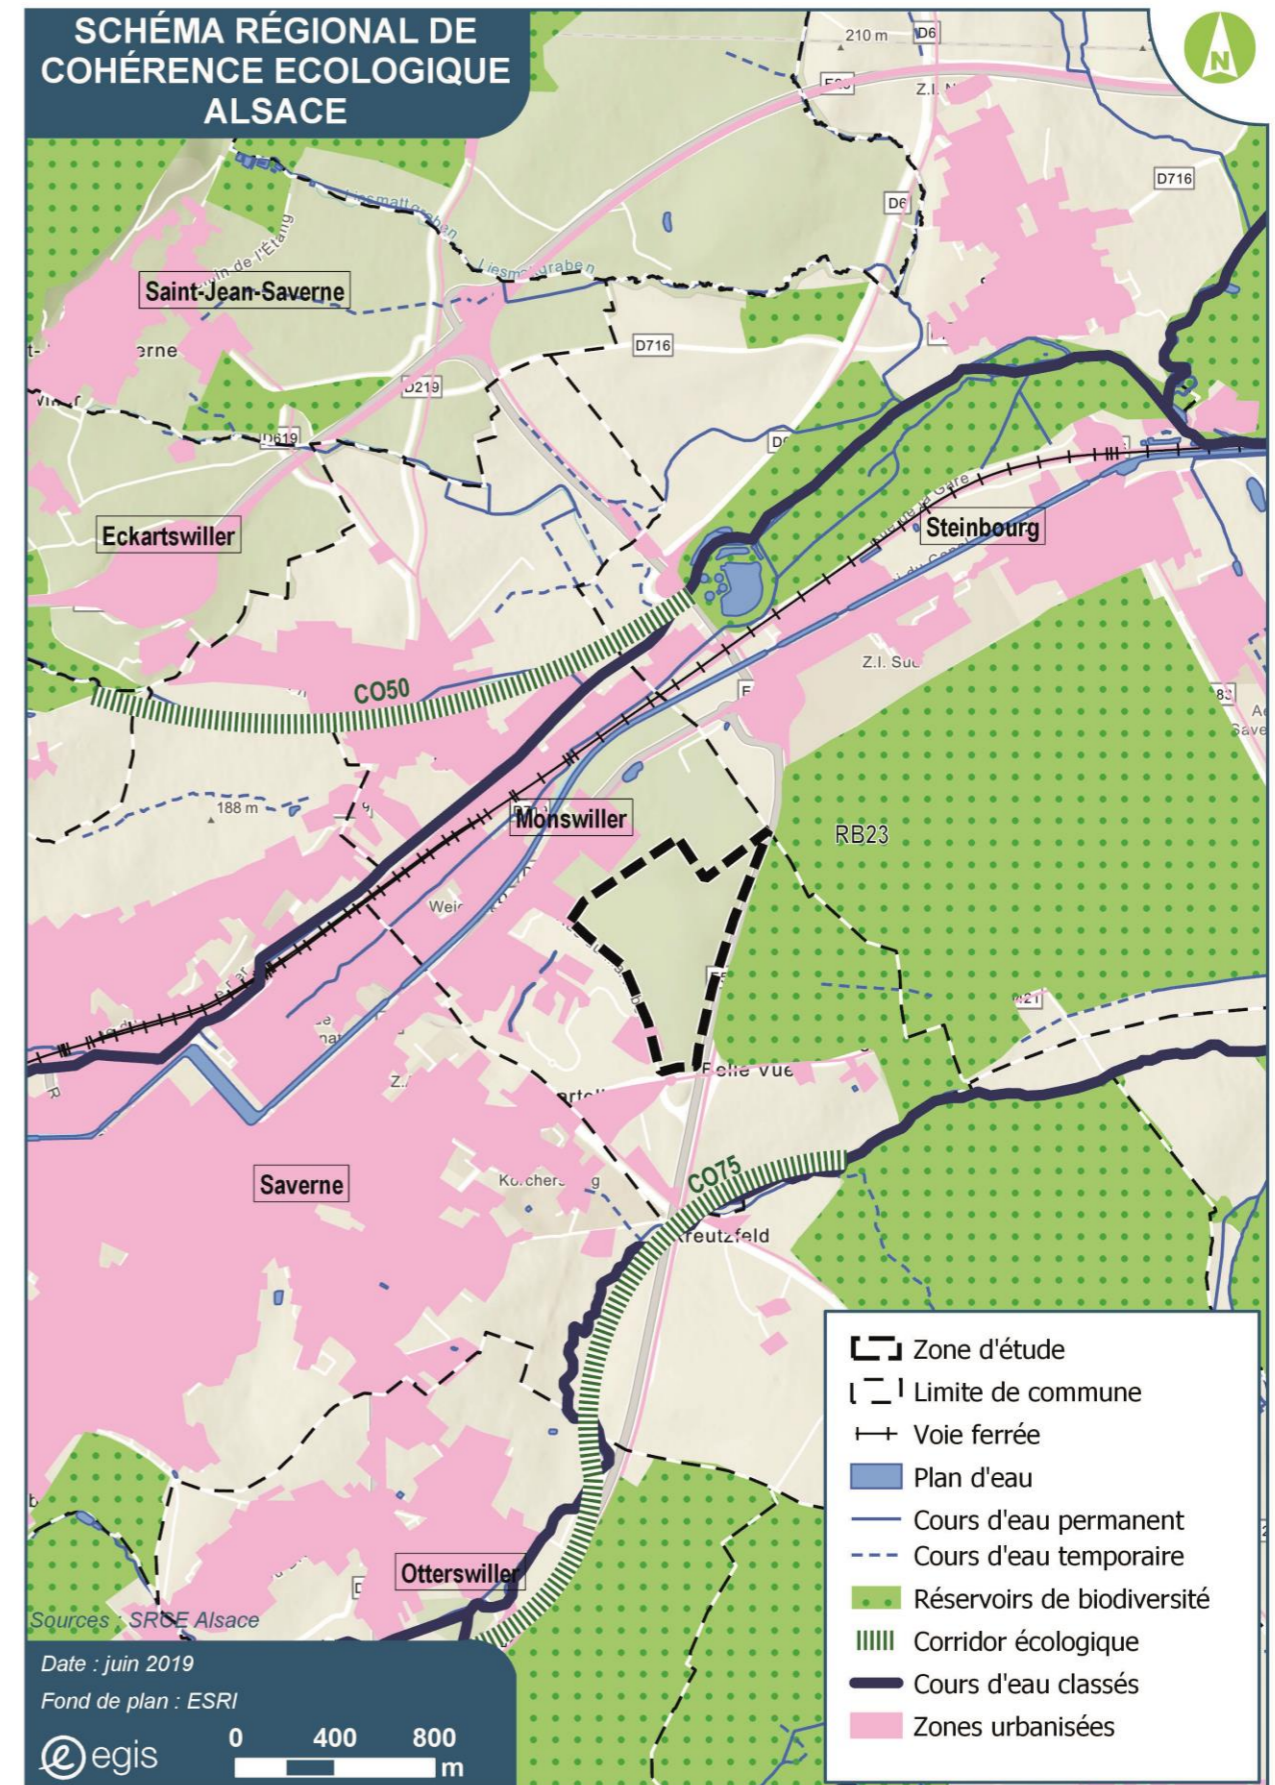 SCHÉMA RÉGIONAL DE
COHÉRENCE ECOLOGIQUE
ALSACE
N
210 m
D6
D716
D6
Liesmattgraben
Saint-Jean-Saverne
D716
D219
D619
Eckartswiller
Steinbourg
CO50
Z.I. Sud
188 m
Monswiller
RB23
Belle Vue
Saverne
CO75
Kreutzfeld
Otterswiller
Zone d'étude
Limite de commune
Voie ferrée
Plan d'eau
Cours d'eau permanent
Cours d'eau temporaire
Réservoirs de biodiversité
Corridor écologique
Cours d'eau classés
Zones urbanisées
Sources : SRCE Alsace
Date : juin 2019
Fond de plan : ESRI
egis
0 400 800
m